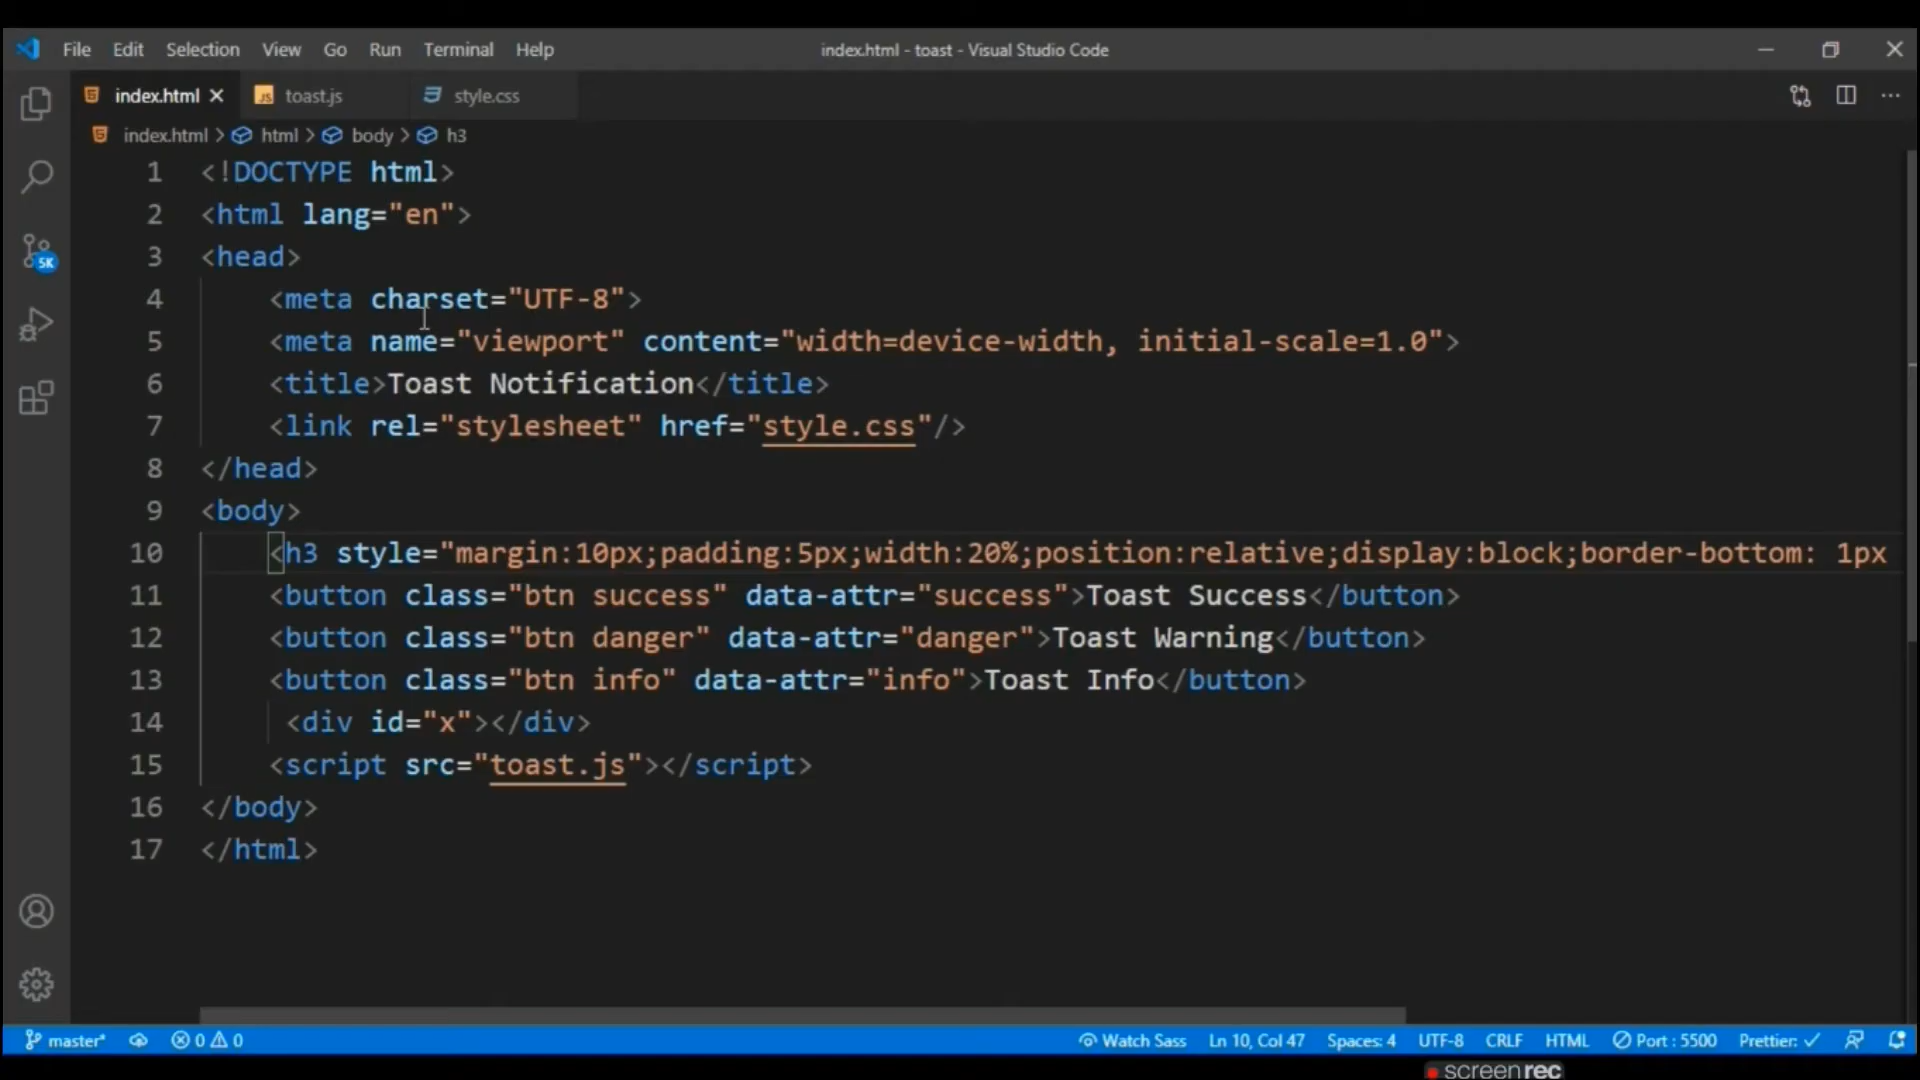 File Edit Selection View Go Run Terminal Help index.html - toast - Visual Studio Code
index.html toast.js style.css
index.html > html > body > h3
5K
1 <!DOCTYPE html>
2 <html lang="en">
3 <head>
4 <meta charset="UTF-8">
5 <meta name="viewport" content="width=device-width, initial-scale=1.0">
6 <title>Toast Notification</title>
7 <link rel="stylesheet" href="style.css"/>
8 </head>
9 <body>
10 <h3 style="margin:10px;padding:5px;width:20%;position:relative;display:block;border-bottom: 1px
11 <button class="btn success" data-attr="success">Toast Success</button>
12 <button class="btn danger" data-attr="danger">Toast Warning</button>
13 <button class="btn info" data-attr="info">Toast Info</button>
14 <div id="x"></div>
15 <script src="toast.js"></script>
16 </body>
17 </html>
master* 0 0 Watch Sass Ln 10, Col 47 Spaces: 4 UTF-8 CRLF HTML Port : 5500 Prettier: ✓
screenrec